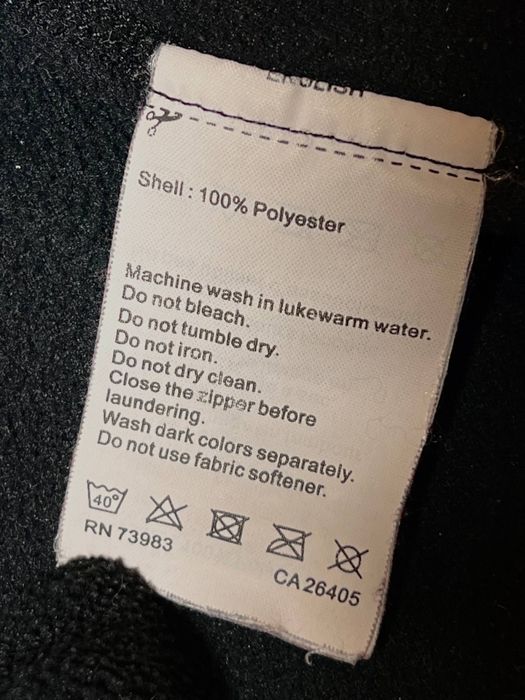 ENGLISH
Shell : 100% Polyester
Machine wash in lukewarm water.
Do not bleach.
Do not tumble dry.
Do not iron.
Do not dry clean.
Close the zipper before
laundering.
Wash dark colors separately.
Do not use fabric softener.
40°
RN 73983
CA 26405